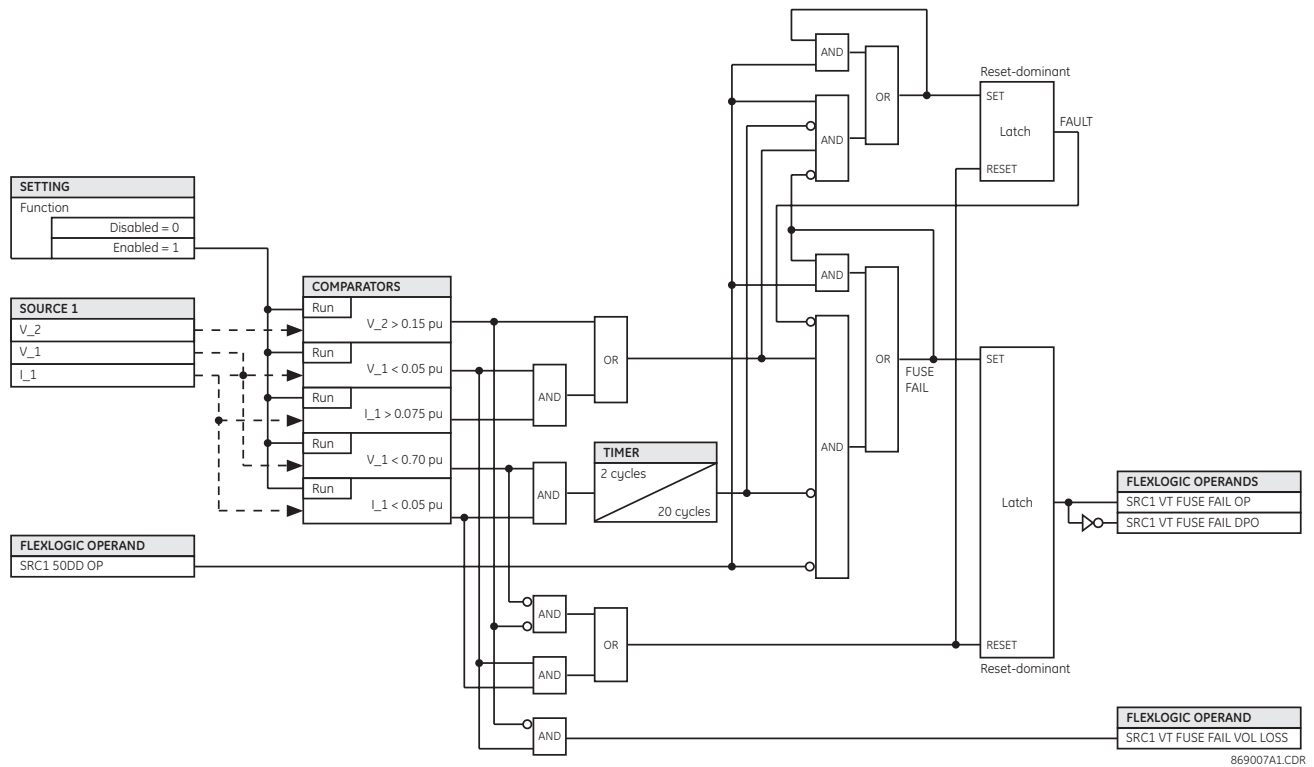 SETTING
Function
Disabled = 0
Enabled = 1
SOURCE 1
V_2
V_1
I_1
FLEXLOGIC OPERAND
SRC1 50DD OP
COMPARATORS
Run
V_2 > 0.15 pu
Run
V_1 < 0.05 pu
Run
I_1 > 0.075 pu
Run
V_1 < 0.70 pu
Run
I_1 < 0.05 pu
AND
AND
OR
TIMER
2 cycles
20 cycles
AND
AND
OR
AND
AND
AND
OR
AND
AND
OR
FUSE
FAIL
Reset-dominant
SET
Latch
RESET
FAULT
SET
Latch
RESET
Reset-dominant
FLEXLOGIC OPERANDS
SRC1 VT FUSE FAIL OP
SRC1 VT FUSE FAIL DPO
FLEXLOGIC OPERAND
SRC1 VT FUSE FAIL VOL LOSS
869007A1.CDR